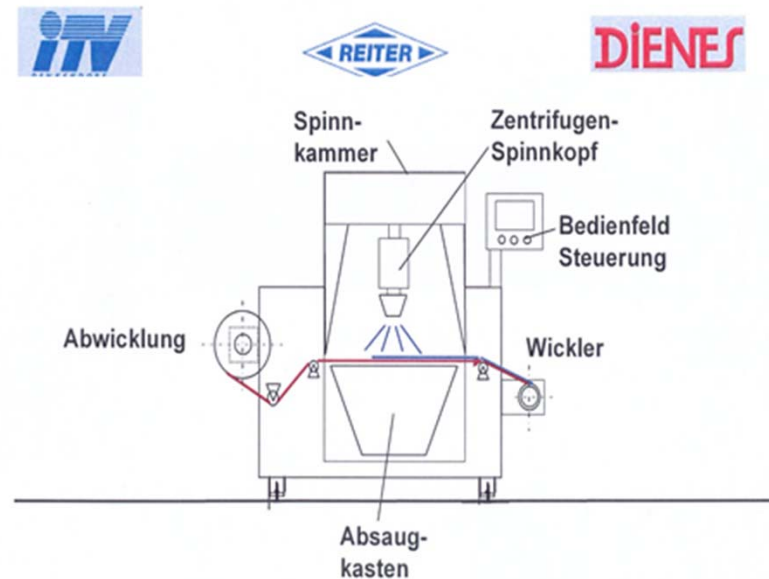 iTV
REITER
DiENES
Spinn-
kammer
Zentrifugen-
Spinnkopf
Bedienfeld
Steuerung
Abwicklung
Wickler
Absaug-
kasten